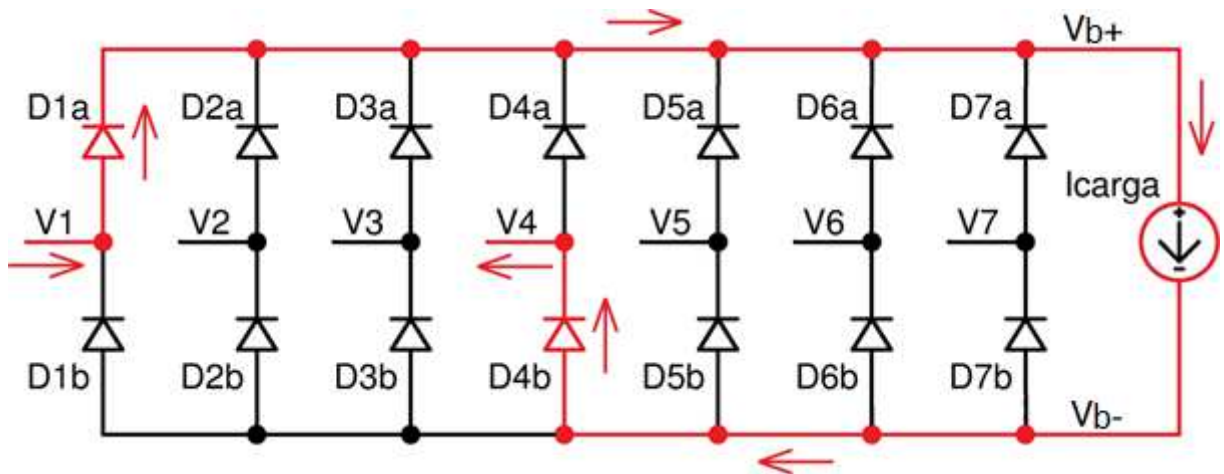 Vb+
D1a D2a D3a D4a D5a D6a D7a
Icarga
V1 V2 V3 V4 V5 V6 V7
+
-
D1b D2b D3b D4b D5b D6b D7b
Vb-